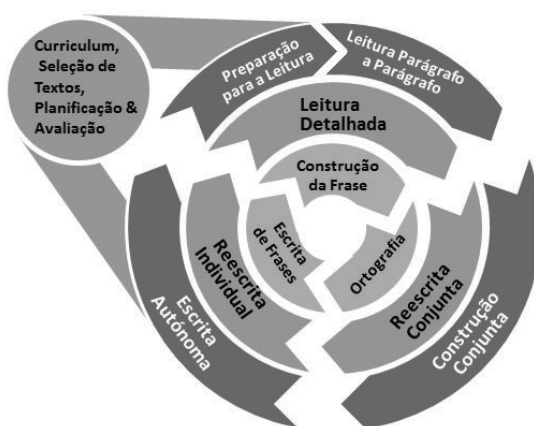 Curriculum,
Seleção de
Textos,
Planificação &
Avaliação
Preparação
para a Leitura
Leitura Parágrafo
a Parágrafo
Leitura
Detalhada
Construção
da Frase
Escrita
de Frases
Ortografia
Reescrita
Individual
Reescrita
Conjunta
Escrita
Autónoma
Construção
Conjunta